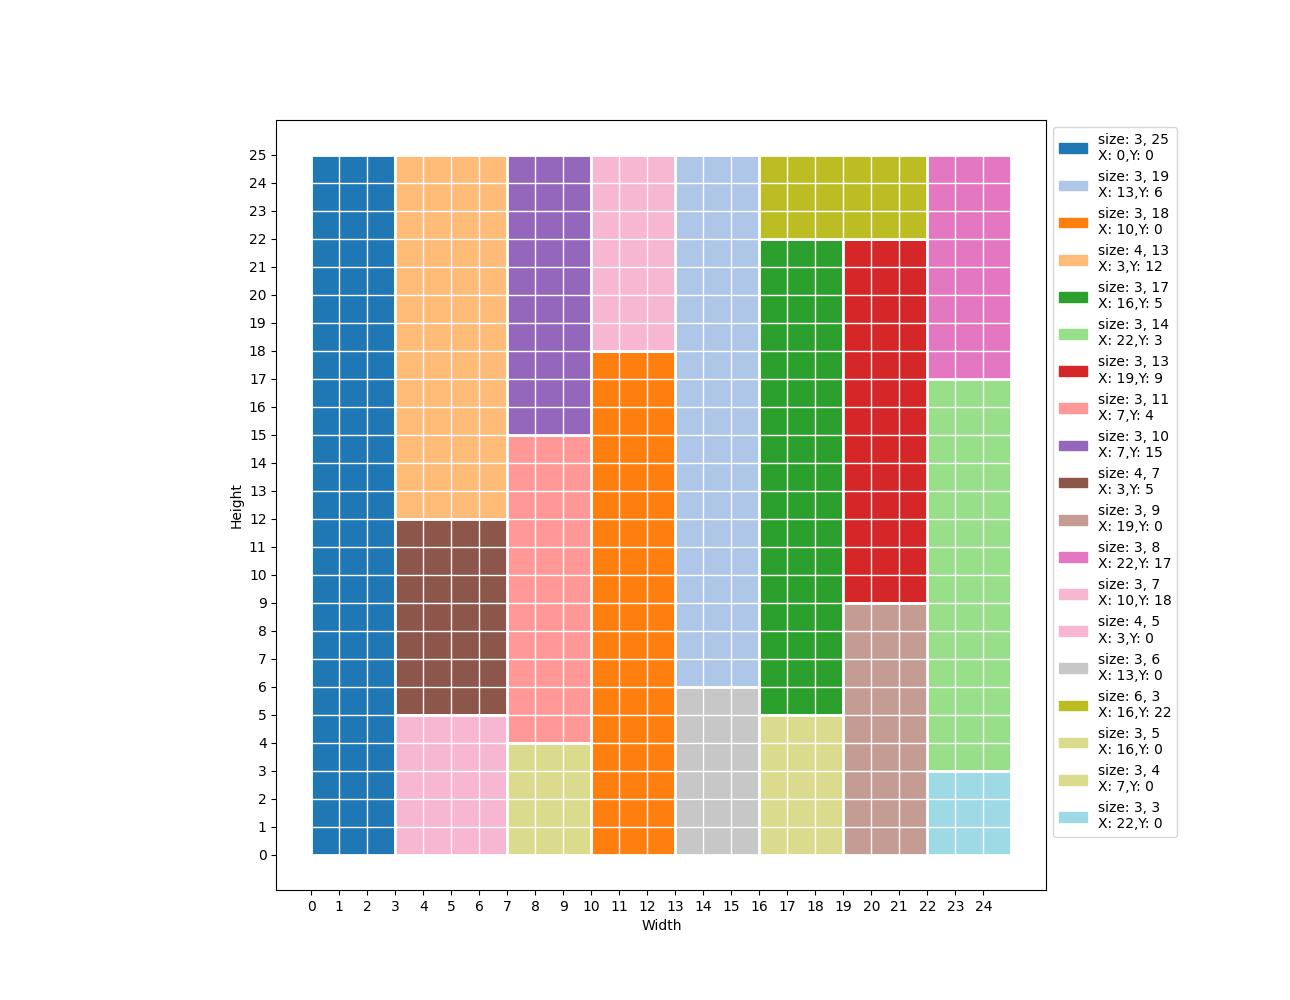 25
24
23
22
21
20
19
18
17
16
15
14
13
12
11
10
9
8
7
6
5
4
3
2
1
0
Height
0 1 2 3 4 5 6 7 8 9 10 11 12 13 14 15 16 17 18 19 20 21 22 23 24
Width
size: 3, 25
X: 0,Y: 0
size: 3, 19
X: 13,Y: 6
size: 3, 18
X: 10,Y: 0
size: 4, 13
X: 3,Y: 12
size: 3, 17
X: 16,Y: 5
size: 3, 14
X: 22,Y: 3
size: 3, 13
X: 19,Y: 9
size: 3, 11
X: 7,Y: 4
size: 3, 10
X: 7,Y: 15
size: 4, 7
X: 3,Y: 5
size: 3, 9
X: 19,Y: 0
size: 3, 8
X: 22,Y: 17
size: 3, 7
X: 10,Y: 18
size: 4, 5
X: 3,Y: 0
size: 3, 6
X: 13,Y: 0
size: 6, 3
X: 16,Y: 22
size: 3, 5
X: 16,Y: 0
size: 3, 4
X: 7,Y: 0
size: 3, 3
X: 22,Y: 0